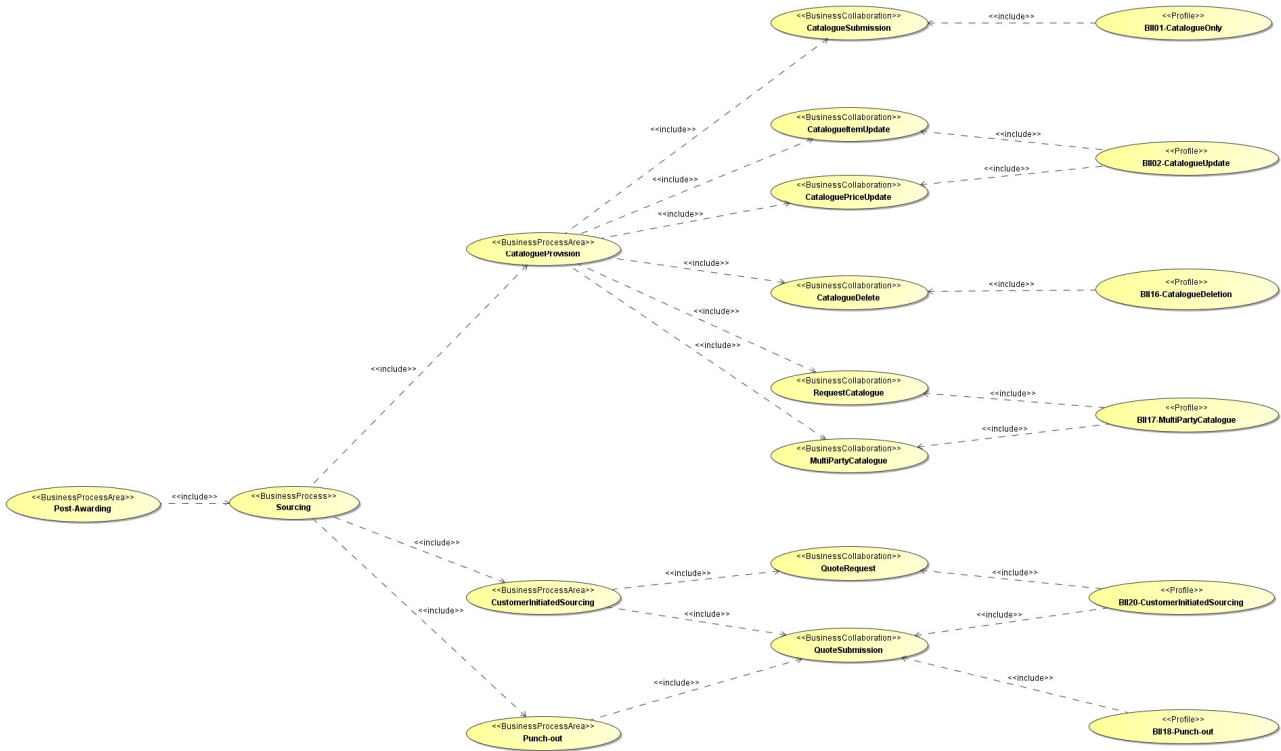 <<BusinessCollaboration>>
CatalogueSubmission
<<include>>
<<Profile>>
BII01-CatalogueOnly
<<include>>
<<BusinessCollaboration>>
CatalogueItemUpdate
<<include>>
<<Profile>>
BII02-CatalogueUpdate
<<include>>
<<BusinessCollaboration>>
CataloguePriceUpdate
<<include>>
<<include>>
<<BusinessProcessArea>>
CatalogueProvision
<<include>>
<<BusinessCollaboration>>
CatalogueDelete
<<include>>
<<Profile>>
BII16-CatalogueDeletion
<<include>>
<<include>>
<<include>>
<<BusinessCollaboration>>
RequestCatalogue
<<include>>
<<Profile>>
BII17-MultiPartyCatalogue
<<include>>
<<BusinessCollaboration>>
MultiPartyCatalogue
<<BusinessProcessArea>>
Post-Awarding
<<include>>
<<BusinessProcess>>
Sourcing
<<include>>
<<BusinessCollaboration>>
QuoteRequest
<<include>>
<<include>>
<<BusinessProcessArea>>
CustomerInitiatedSourcing
<<Profile>>
BII20-CustomerInitiatedSourcing
<<include>>
<<include>>
<<include>>
<<BusinessCollaboration>>
QuoteSubmission
<<include>>
<<include>>
<<BusinessProcessArea>>
Punch-out
<<Profile>>
BII18-Punch-out